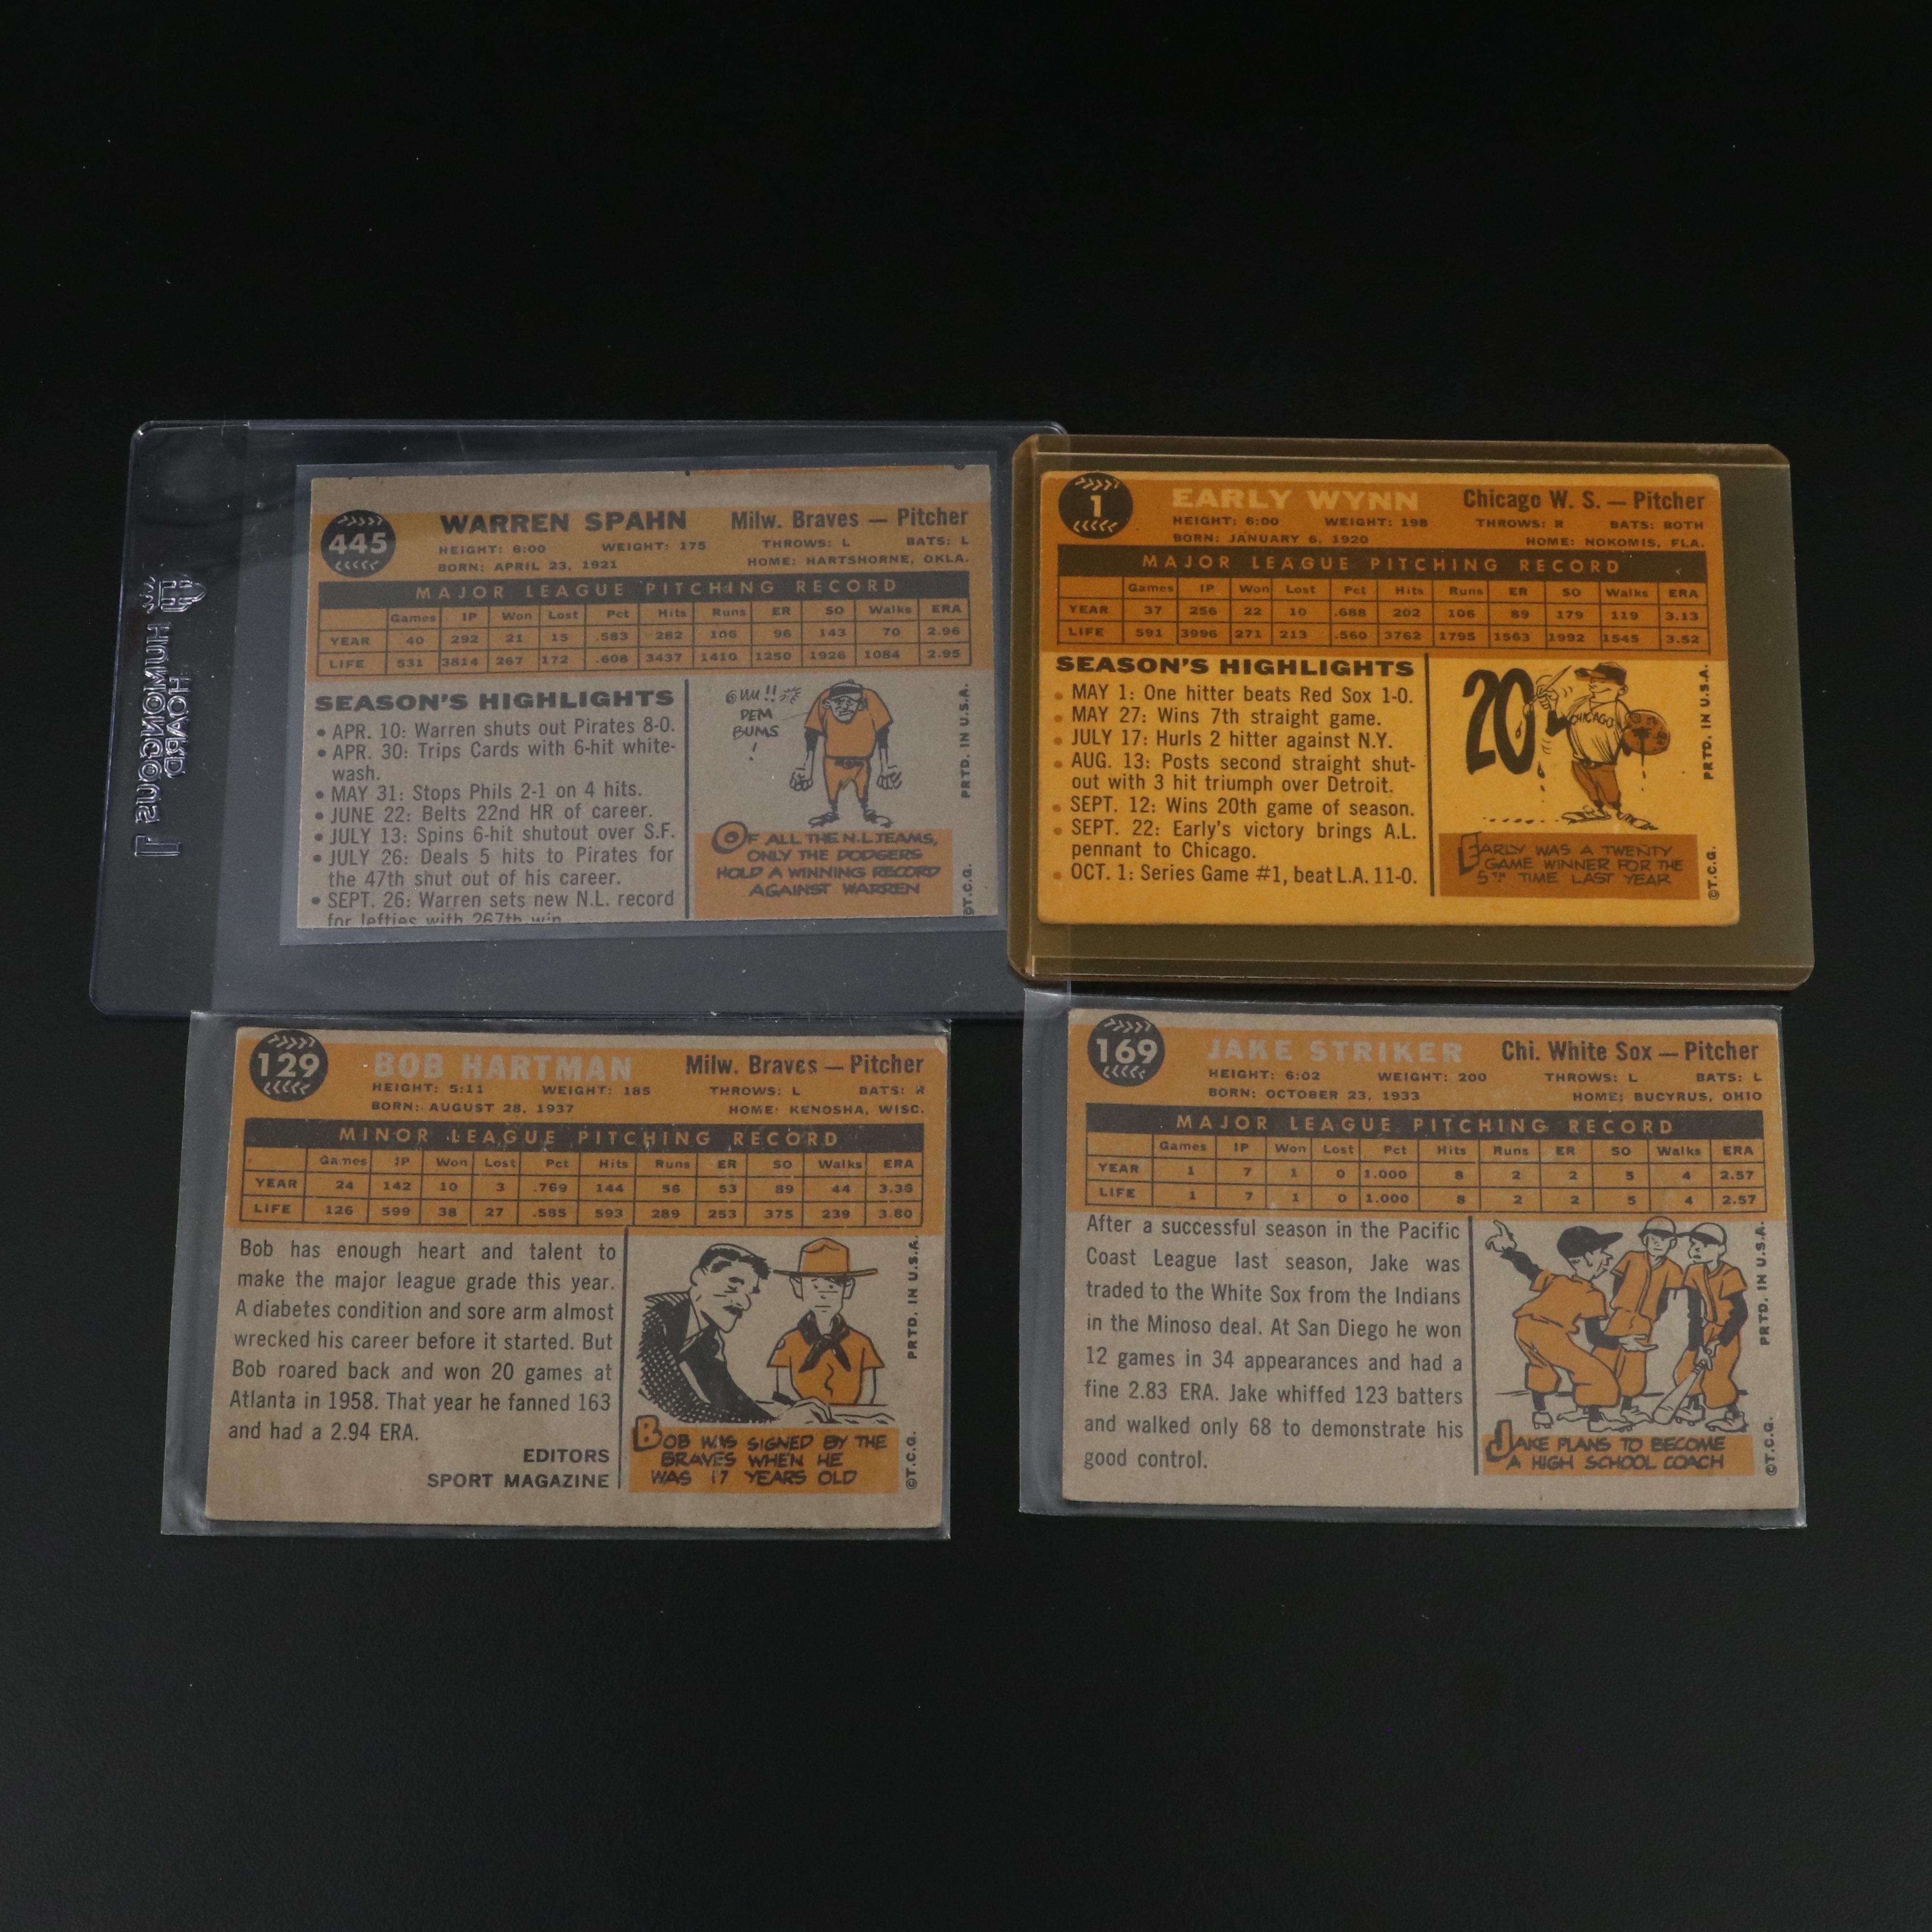 HUMONGOUS
HOARD
445
WARREN SPAHN
Milw. Braves — Pitcher
HEIGHT: 6:00 WEIGHT: 175 THROWS: L BATS: L
BORN: APRIL 23, 1921 HOME: HARTSHORNE, OKLA.
MAJOR LEAGUE PITCHING RECORD
Games IP Won Lost Pct Hits Runs ER SO Walks ERA
YEAR 40 292 21 15 .583 282 106 96 143 70 2.96
LIFE 531 3814 267 172 .608 3437 1410 1250 1926 1084 2.95
SEASON'S HIGHLIGHTS
• APR. 10: Warren shuts out Pirates 8-0.
• APR. 30: Trips Cards with 6-hit white-
wash.
• MAY 31: Stops Phils 2-1 on 4 hits.
• JUNE 22: Belts 22nd HR of career.
• JULY 13: Spins 6-hit shutout over S.F.
• JULY 26: Deals 5 hits to Pirates for
the 47th shut out of his career.
• SEPT. 26: Warren sets new N.L. record
for lefties with 267th win
DEM
BUMS
!
OF ALL THE N.L. TEAMS,
ONLY THE DODGERS
HOLD A WINNING RECORD
AGAINST WARREN
©T.C.G. PRTD. IN U.S.A.
1
EARLY WYNN
Chicago W. S. — Pitcher
HEIGHT: 6:00 WEIGHT: 198 THROWS: R BATS: BOTH
BORN: JANUARY 6, 1920 HOME: NOKOMIS, FLA.
MAJOR LEAGUE PITCHING RECORD
Games IP Won Lost Pct Hits Runs ER SO Walks ERA
YEAR 37 256 22 10 .688 202 106 89 179 119 3.13
LIFE 591 3996 271 213 .560 3762 1795 1563 1992 1545 3.52
SEASON'S HIGHLIGHTS
• MAY 1: One hitter beats Red Sox 1-0.
• MAY 27: Wins 7th straight game.
• JULY 17: Hurls 2 hitter against N.Y.
• AUG. 13: Posts second straight shut-
out with 3 hit triumph over Detroit.
• SEPT. 12: Wins 20th game of season.
• SEPT. 22: Early's victory brings A.L.
pennant to Chicago.
• OCT. 1: Series Game #1, beat L.A. 11-0.
20
CHICAGO
EARLY WAS A TWENTY
GAME WINNER FOR THE
5TH TIME LAST YEAR
©T.C.G. PRTD. IN U.S.A.
129
BOB HARTMAN
Milw. Braves — Pitcher
HEIGHT: 5:11 WEIGHT: 185 THROWS: L BATS: R
BORN: AUGUST 28, 1937 HOME: KENOSHA, WISC.
MINOR LEAGUE PITCHING RECORD
Games IP Won Lost Pct Hits Runs ER SO Walks ERA
YEAR 24 142 10 3 .769 144 56 53 89 44 3.36
LIFE 126 599 38 27 .585 593 289 253 375 239 3.80
Bob has enough heart and talent to
make the major league grade this year.
A diabetes condition and sore arm almost
wrecked his career before it started. But
Bob roared back and won 20 games at
Atlanta in 1958. That year he fanned 163
and had a 2.94 ERA.
EDITORS
SPORT MAGAZINE
BOB WAS SIGNED BY THE
BRAVES WHEN HE
WAS 17 YEARS OLD
©T.C.G. PRTD. IN U.S.A.
169
JAKE STRIKER
Chi. White Sox — Pitcher
HEIGHT: 6:02 WEIGHT: 200 THROWS: L BATS: L
BORN: OCTOBER 23, 1933 HOME: BUCYRUS, OHIO
MAJOR LEAGUE PITCHING RECORD
Games IP Won Lost Pct Hits Runs ER SO Walks ERA
YEAR 1 7 1 0 1.000 8 2 2 5 4 2.57
LIFE 1 7 1 0 1.000 8 2 2 5 4 2.57
After a successful season in the Pacific
Coast League last season, Jake was
traded to the White Sox from the Indians
in the Minoso deal. At San Diego he won
12 games in 34 appearances and had a
fine 2.83 ERA. Jake whiffed 123 batters
and walked only 68 to demonstrate his
good control.
JAKE PLANS TO BECOME
A HIGH SCHOOL COACH
©T.C.G. PRTD. IN U.S.A.